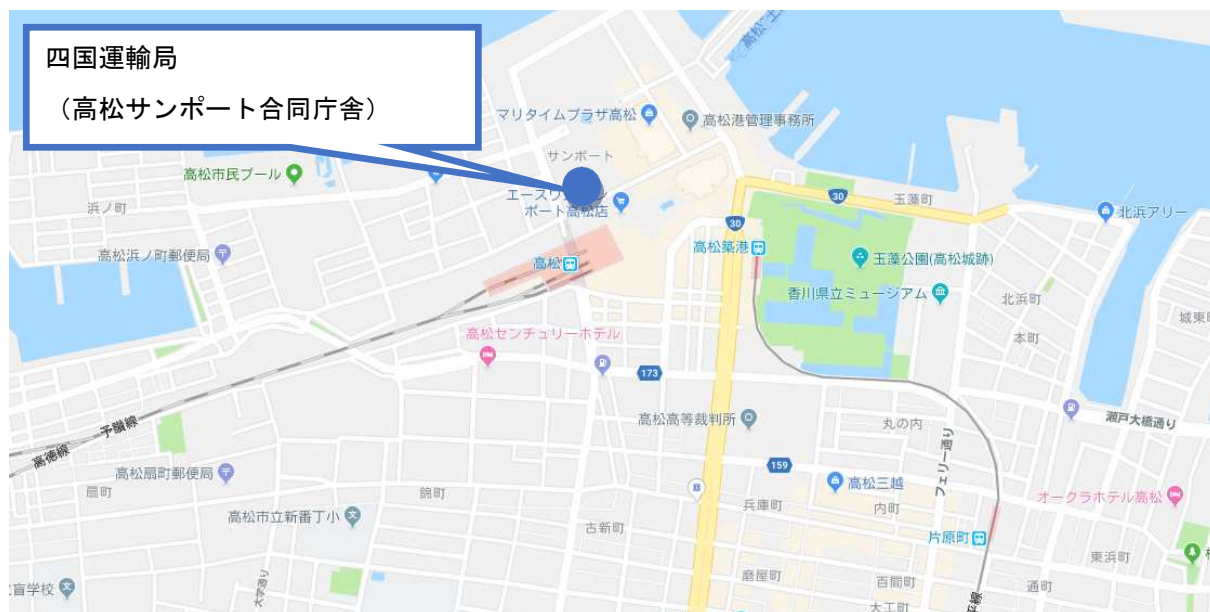 四国運輸局
（高松サンポート合同庁舎）
マリタイムプラザ高松
高松港管理事務所
サンポート
高松市民プール
浜ノ町
ポート高松店
30
玉藻町
北浜アリー
30
高松築港
高松浜ノ町郵便局
高松
玉藻公園(高松城跡)
香川県立ミュージアム
北浜町
本町
高松センチュリーホテル
173
高松高等裁判所
丸の内
瀬戸大橋通り
予讃線
高徳線
フェリー通り
159
高松扇町郵便局
扇町
錦町
高松三越
兵庫町
内町
オークラホテル高松
高松市立新番丁小
古新町
片原町
東浜町
盲学校
大学通り
磨屋町
百間町
通町
大工町